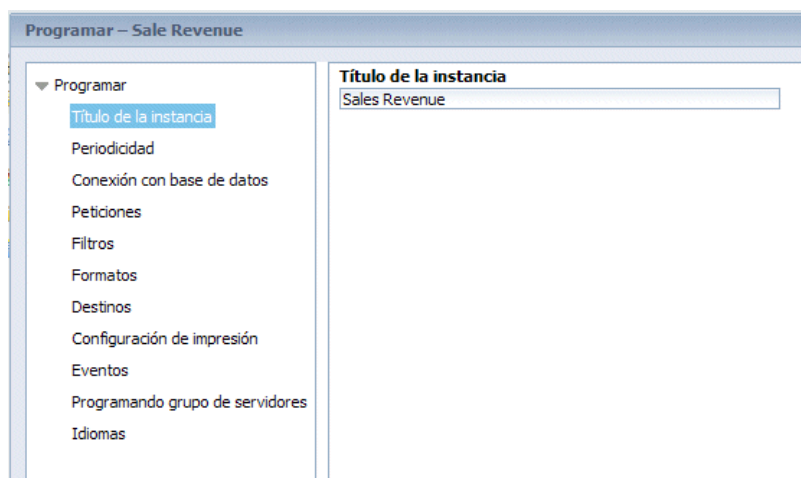 Programar – Sale Revenue
Programar
Título de la instancia
Periodicidad
Conexión con base de datos
Peticiones
Filtros
Formatos
Destinos
Configuración de impresión
Eventos
Programando grupo de servidores
Idiomas
Título de la instancia
Sales Revenue